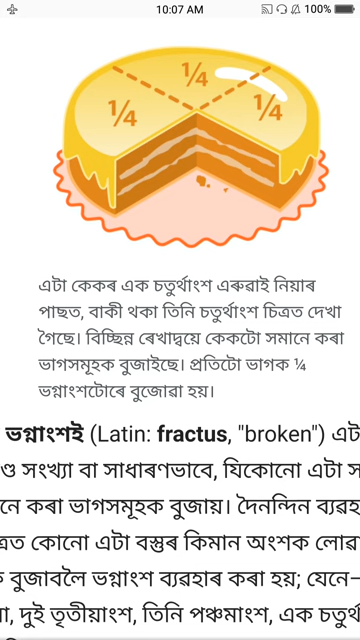 10:07 AM
100%
¼
¼
¼
এটা কেকৰ এক চতুৰ্থাংশ এৰুৱাই নিয়াৰ
পাছত, বাকী থকা তিনি চতুৰ্থাংশ চিত্ৰত দেখা
গৈছে। বিচ্ছিন্ন ৰেখাদ্বয়ে কেকটো সমানে কৰা
ভাগসমূহক বুজাইছে। প্ৰতিটো ভাগক ¼
ভগ্নাংশটোৰে বুজোৱা হয়।
ভগ্নাংশই (Latin: fractus, "broken") এট
সংখ্যা বা সাধাৰণভাবে, যিকোনো এটা স
কৰা ভাগসমূহক বুজায়। দৈনন্দিন ব্যৱহ
কোনো এটা বস্তুৰ কিমান অংশক লোৱা
বুজাবলৈ ভগ্নাংশ ব্যৱহাৰ কৰা হয়; যেনে–
দুই তৃতীয়াংশ, তিনি পঞ্চমাংশ, এক চতুৰ্থ